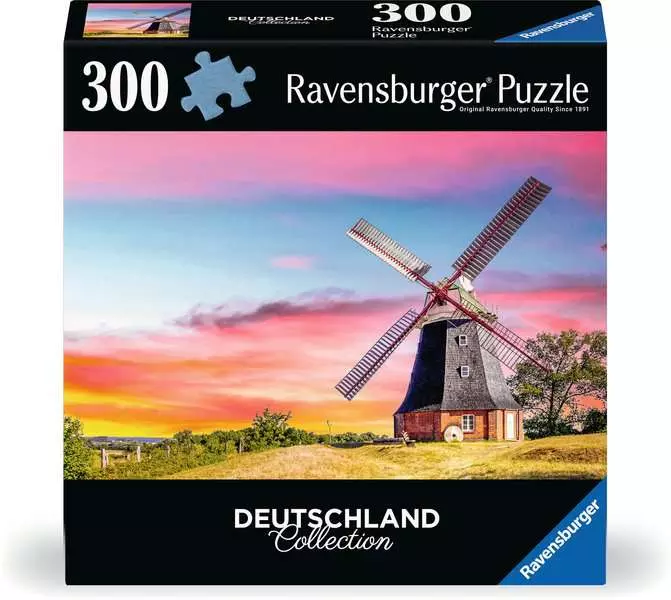 DEUTSCHLAND
Collection
300
Ravensburger®
Puzzle
Ravensburger
300
Ravensburger® Puzzle
Original Ravensburger Quality Since 1891
DEUTSCHLAND
Collection
Ravensburger